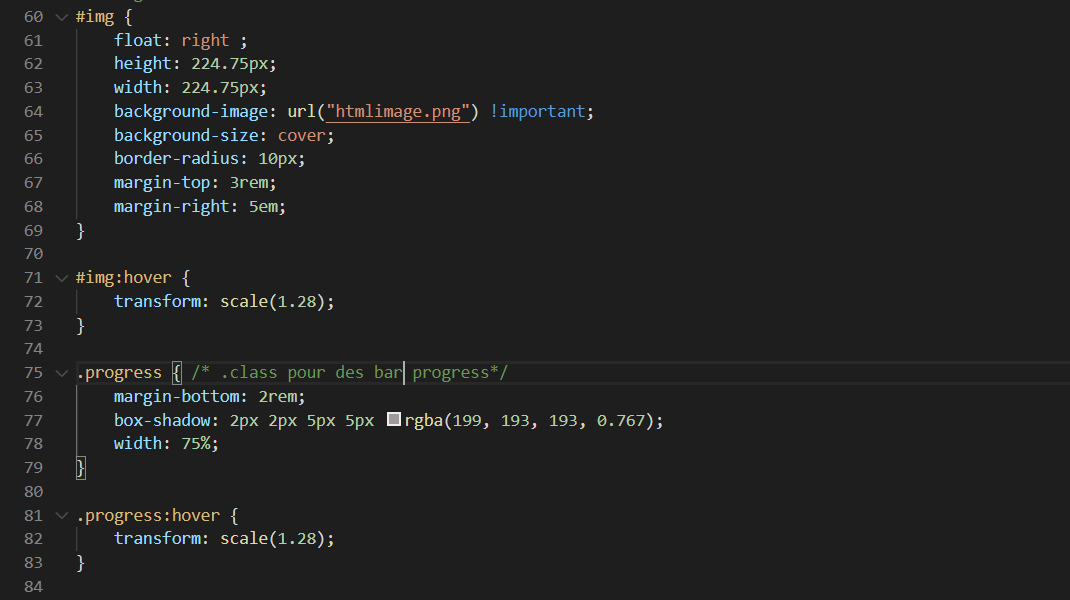 60 #img {
61 float: right ;
62 height: 224.75px;
63 width: 224.75px;
64 background-image: url("htmlimage.png") !important;
65 background-size: cover;
66 border-radius: 10px;
67 margin-top: 3rem;
68 margin-right: 5em;
69 }
70
71 #img:hover {
72 transform: scale(1.28);
73 }
74
75 .progress { /* .class pour des bar progress*/
76 margin-bottom: 2rem;
77 box-shadow: 2px 2px 5px 5px rgba(199, 193, 193, 0.767);
78 width: 75%;
79 }
80
81 .progress:hover {
82 transform: scale(1.28);
83 }
84